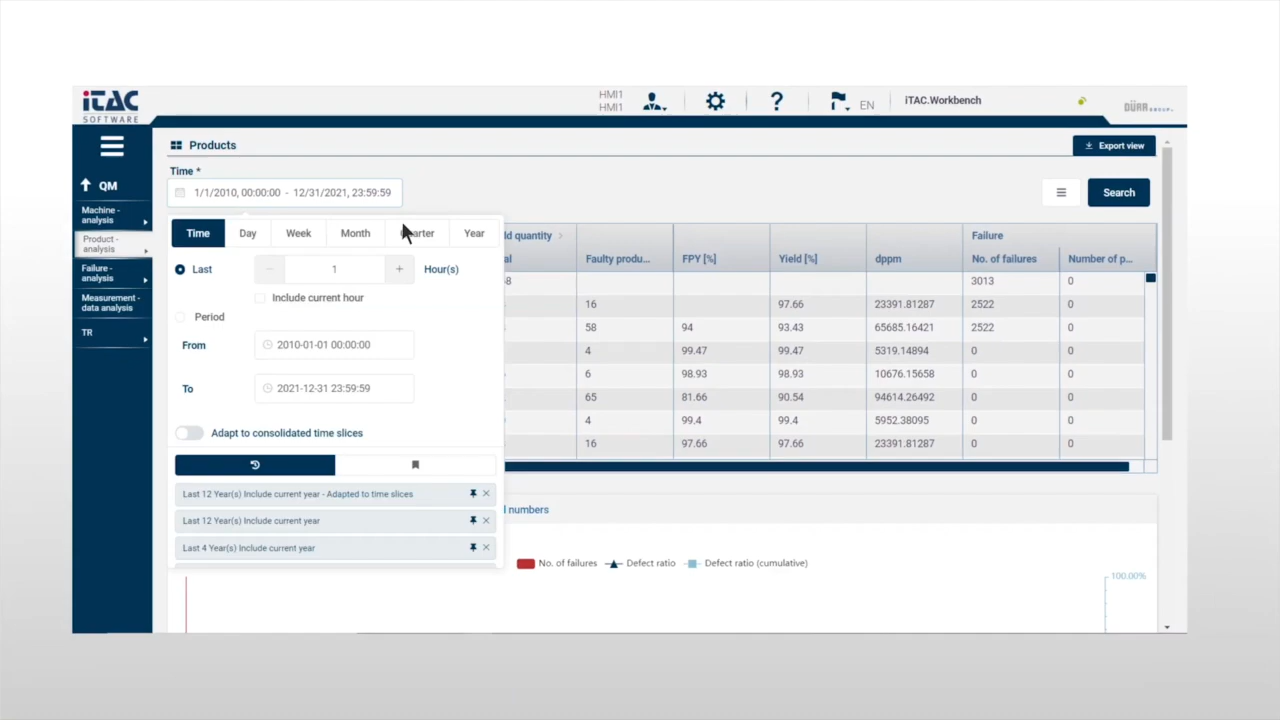 iTAC
SOFTWARE
HMI1
HMI1
EN
iTAC.Workbench
DÜRR GROUP.
QM
Machine -
analysis
Product -
analysis
Failure -
analysis
Measurement -
data analysis
TR
Products
Export view
Time *
1/1/2010, 00:00:00 - 12/31/2021, 23:59:59
Search
Time Day Week Month arter Year
Last 1 Hour(s)
Include current hour
Period
From 2010-01-01 00:00:00
To 2021-12-31 23:59:59
Adapt to consolidated time slices
Last 12 Year(s) Include current year - Adapted to time slices
Last 12 Year(s) Include current year
Last 4 Year(s) Include current year
d quantity Failure
al Faulty produ... FPY [%] Yield [%] dppm No. of failures Number of p...
8 3013 0
16 97.66 23391.81287 2522 0
58 94 93.43 65685.16421 2522 0
4 99.47 99.47 5319.14894 0 0
6 98.93 98.93 10676.15658 0 0
65 81.66 90.54 94614.26492 0 0
4 99.4 99.4 5952.38095 0 0
16 97.66 97.66 23391.81287 0 0
d numbers
No. of failures Defect ratio Defect ratio (cumulative)
100.00%